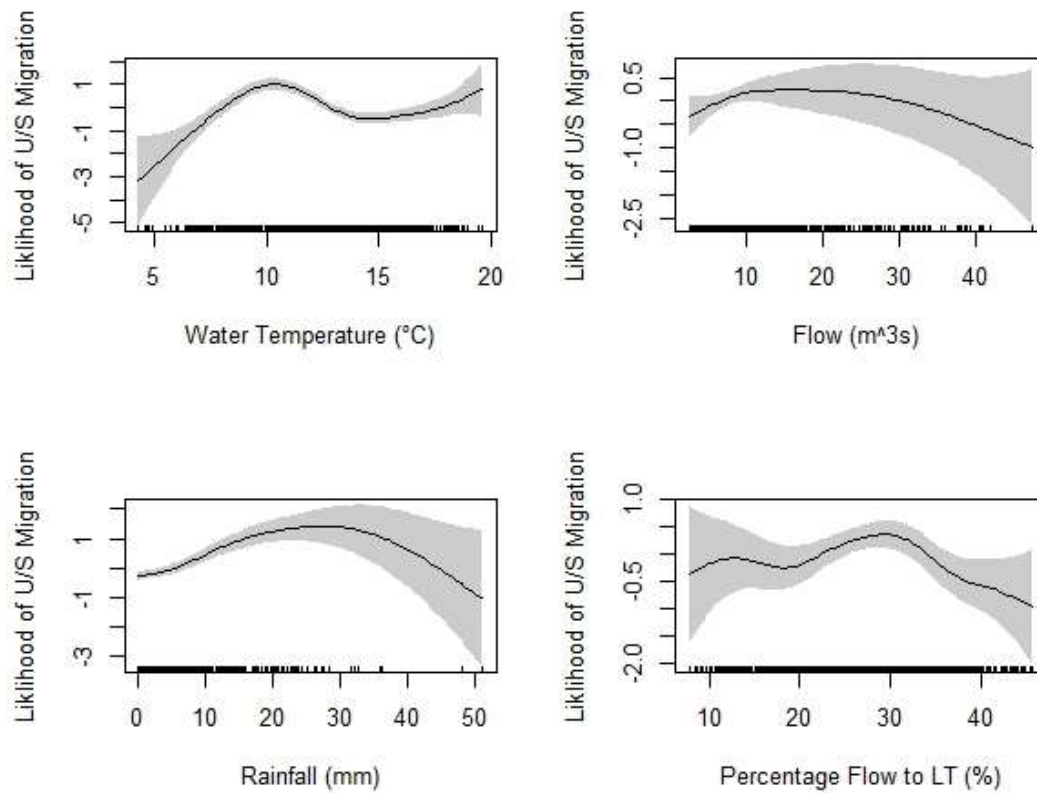 Liklihood of U/S Migration
1
-1
-3
-5
5 10 15 20
Water Temperature (°C)
Liklihood of U/S Migration
0.5
-1.0
-2.5
10 20 30 40
Flow (m^3s)
Liklihood of U/S Migration
1
-1
-3
0 10 20 30 40 50
Rainfall (mm)
Liklihood of U/S Migration
1.0
-0.5
-2.0
10 20 30 40
Percentage Flow to LT (%)